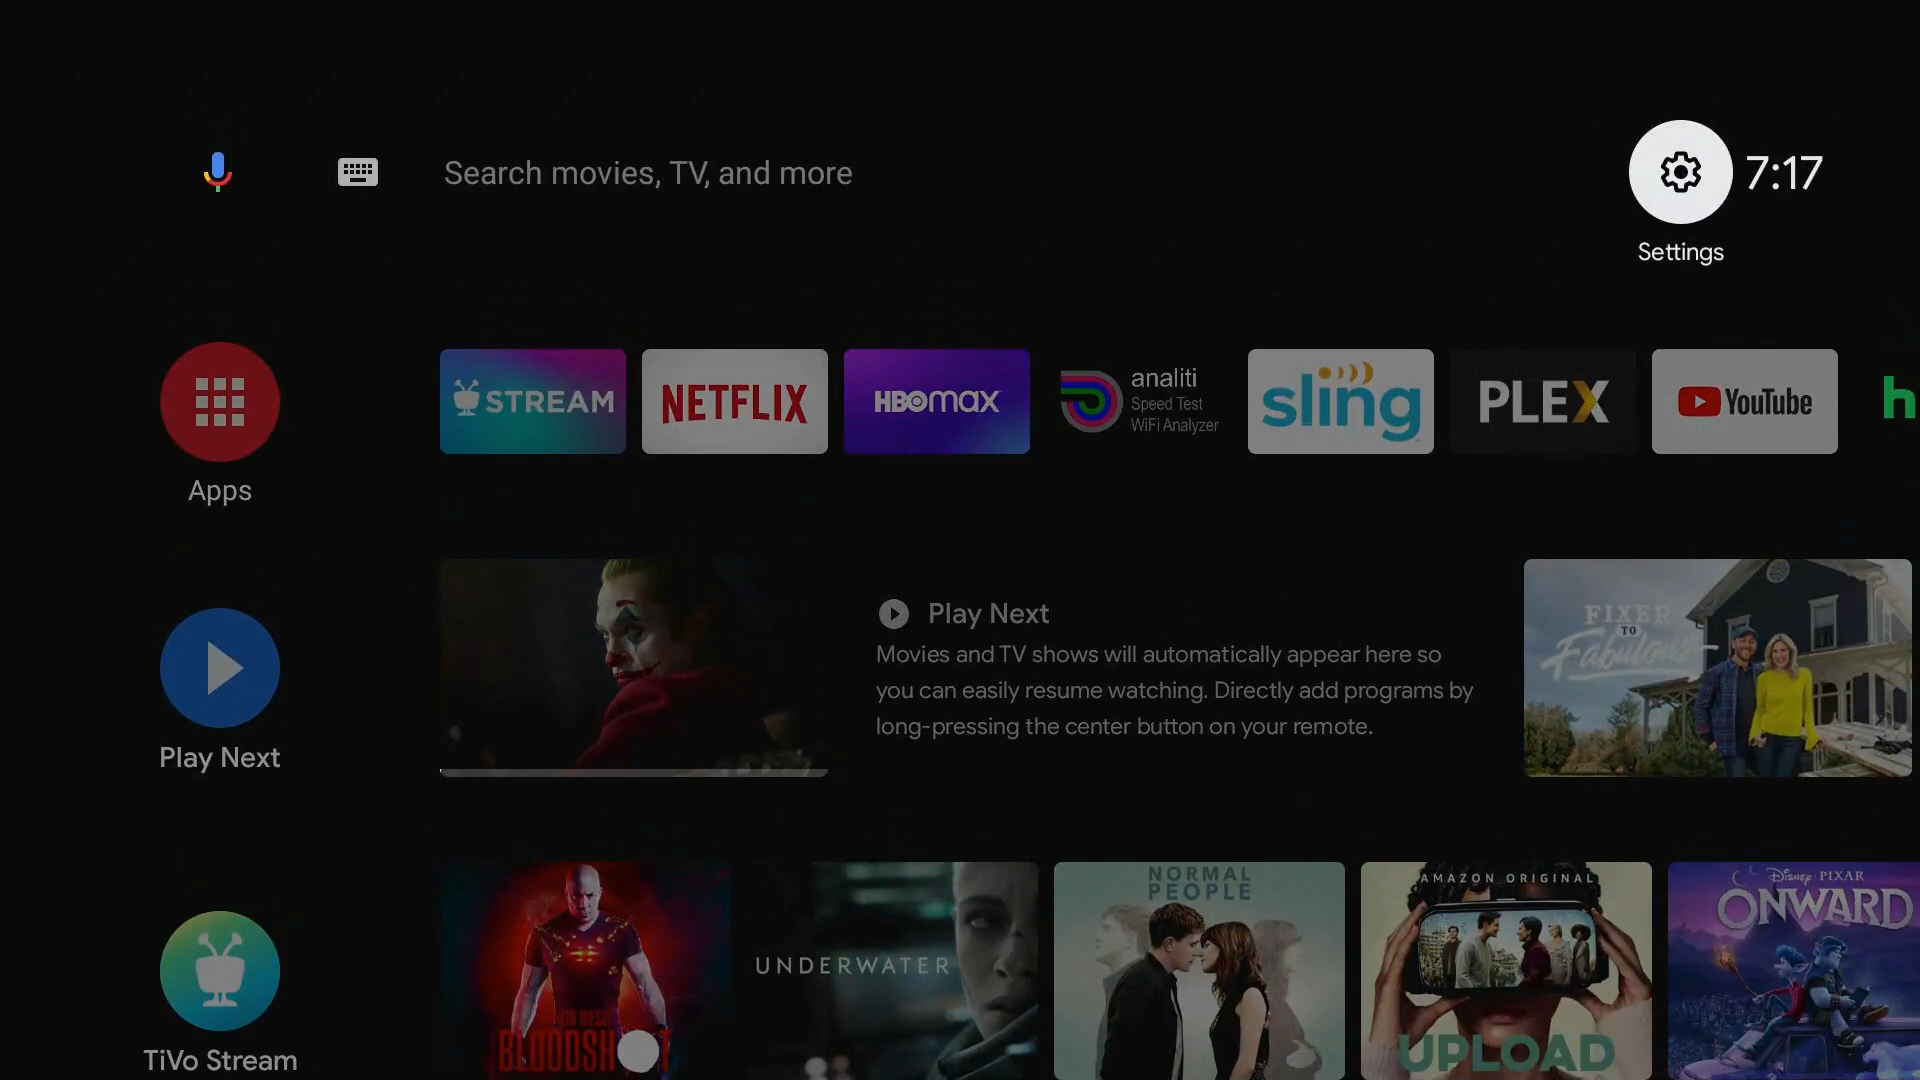 Search movies, TV, and more
7:17
Settings
STREAM
NETFLIX
HBOMAX
analiti
Speed Test
WiFi Analyzer
sling
PLEX
YouTube
h
Apps
Play Next
Movies and TV shows will automatically appear here so
you can easily resume watching. Directly add programs by
long-pressing the center button on your remote.
FIXER
TO
Fabulous
Play Next
VIN DIESEL
BLOODSHOT
UNDERWATER
NORMAL
PEOPLE
AMAZON ORIGINAL
UPLOAD
Disney · PIXAR
ONWARD
TiVo Stream